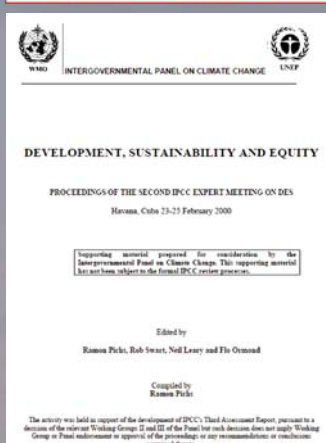 WMO
UNEP
INTERGOVERNMENTAL PANEL ON CLIMATE CHANGE
DEVELOPMENT, SUSTAINABILITY AND EQUITY
PROCEEDINGS OF THE SECOND IPCC EXPERT MEETING ON DES
Havana, Cuba 23-25 February 2000
Supporting material prepared for consideration by the
Intergovernmental Panel on Climate Change. This supporting material
has not been subject to the formal IPCC review processes.
Edited by
Ramon Pichs, Rob Swart, Neil Leary and Flo Ormond
Compiled by
Ramon Pichs
The activity was held in support of the development of IPCC's Third Assessment Report, pursuant to a
decision of the relevant Working Groups II and III of the Panel but such decision does not imply Working
Group or Panel endorsement or approval of the proceedings or any recommendations or conclusions